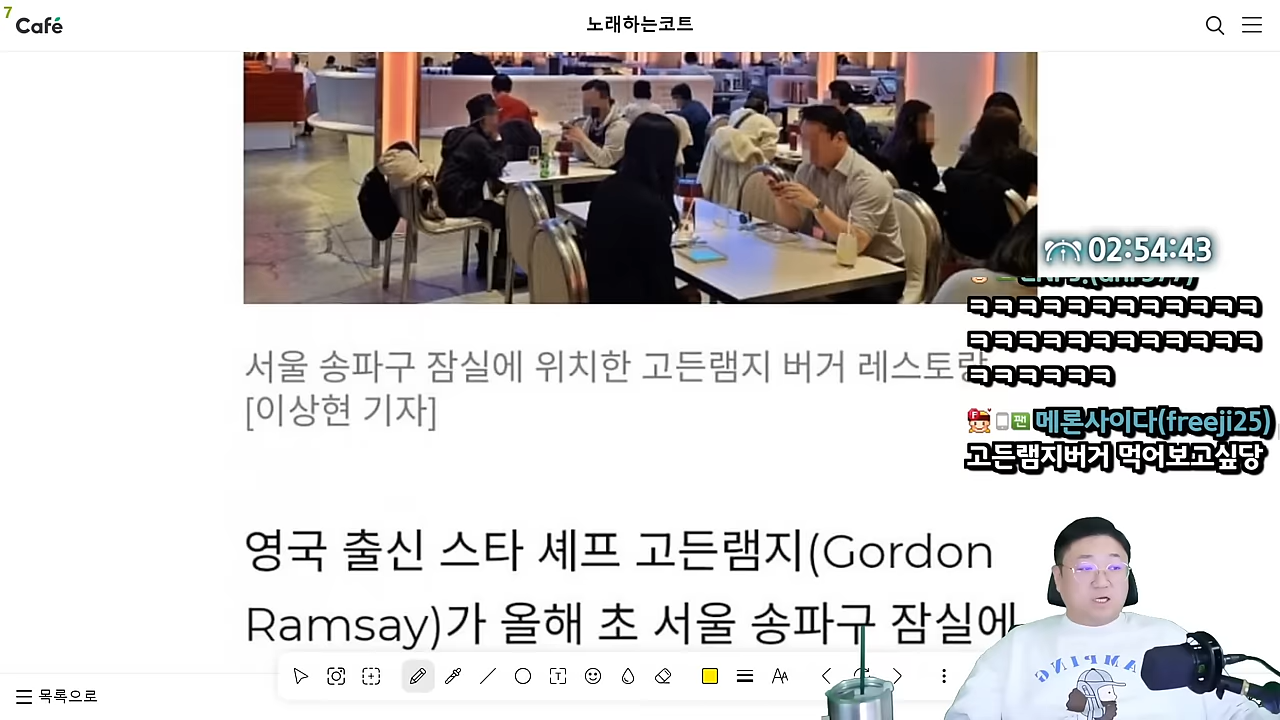 7
Café
노래하는코트
02:54:43
ㅋㅋㅋㅋㅋㅋㅋㅋㅋㅋㅋㅋ
ㅋㅋㅋㅋㅋㅋㅋㅋㅋㅋㅋㅋ
ㅋㅋㅋㅋㅋㅋ
서울 송파구 잠실에 위치한 고든램지 버거 레스토랑
[이상현 기자]
메론사이다(freeji25)
고든램지버거 먹어보고싶당
영국 출신 스타 셰프 고든램지(Gordon
Ramsay)가 올해 초 서울 송파구 잠실에
CAMPING
목록으로